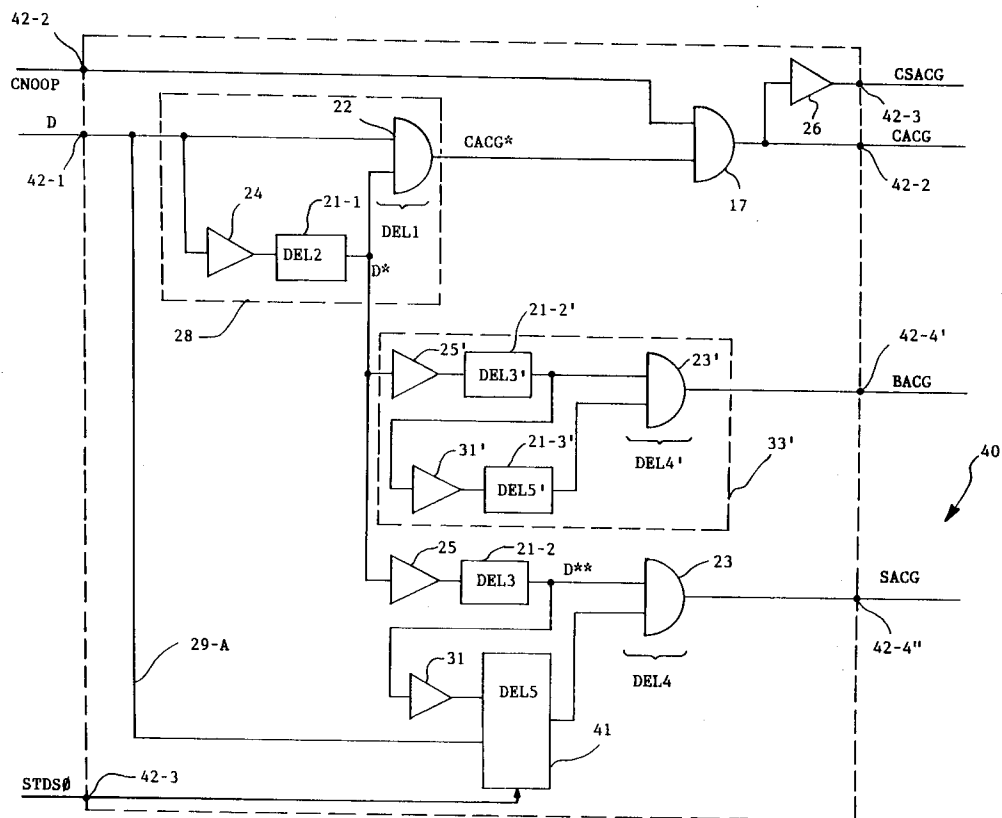 42-2
CNOOP
D
42-1
22
CACG*
24
21-1
DEL2
DEL1
D*
28
17
26
CSACG
42-3
CACG
42-2
25'
21-2'
DEL3'
23'
42-4'
BACG
31'
21-3'
DEL5'
DEL4'
33'
40
25
21-2
DEL3
D**
23
SACG
42-4"
DEL4
29-A
31
DEL5
41
STDSØ
42-3